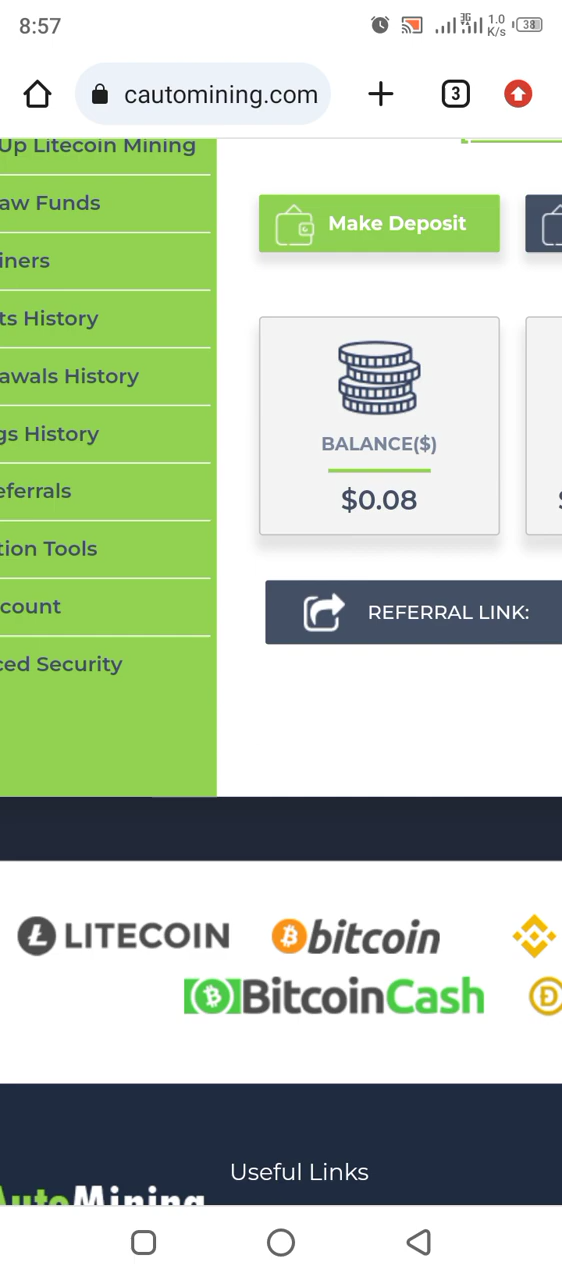 8:57
3G 1.0 K/s 38
cautomining.com
3
Up Litecoin Mining
aw Funds
iners
ts History
awals History
gs History
eferrals
tion Tools
count
ced Security
Make Deposit
BALANCE($)
$0.08
REFERRAL LINK:
LITECOIN
bitcoin
BitcoinCash
Useful Links
AutoMining